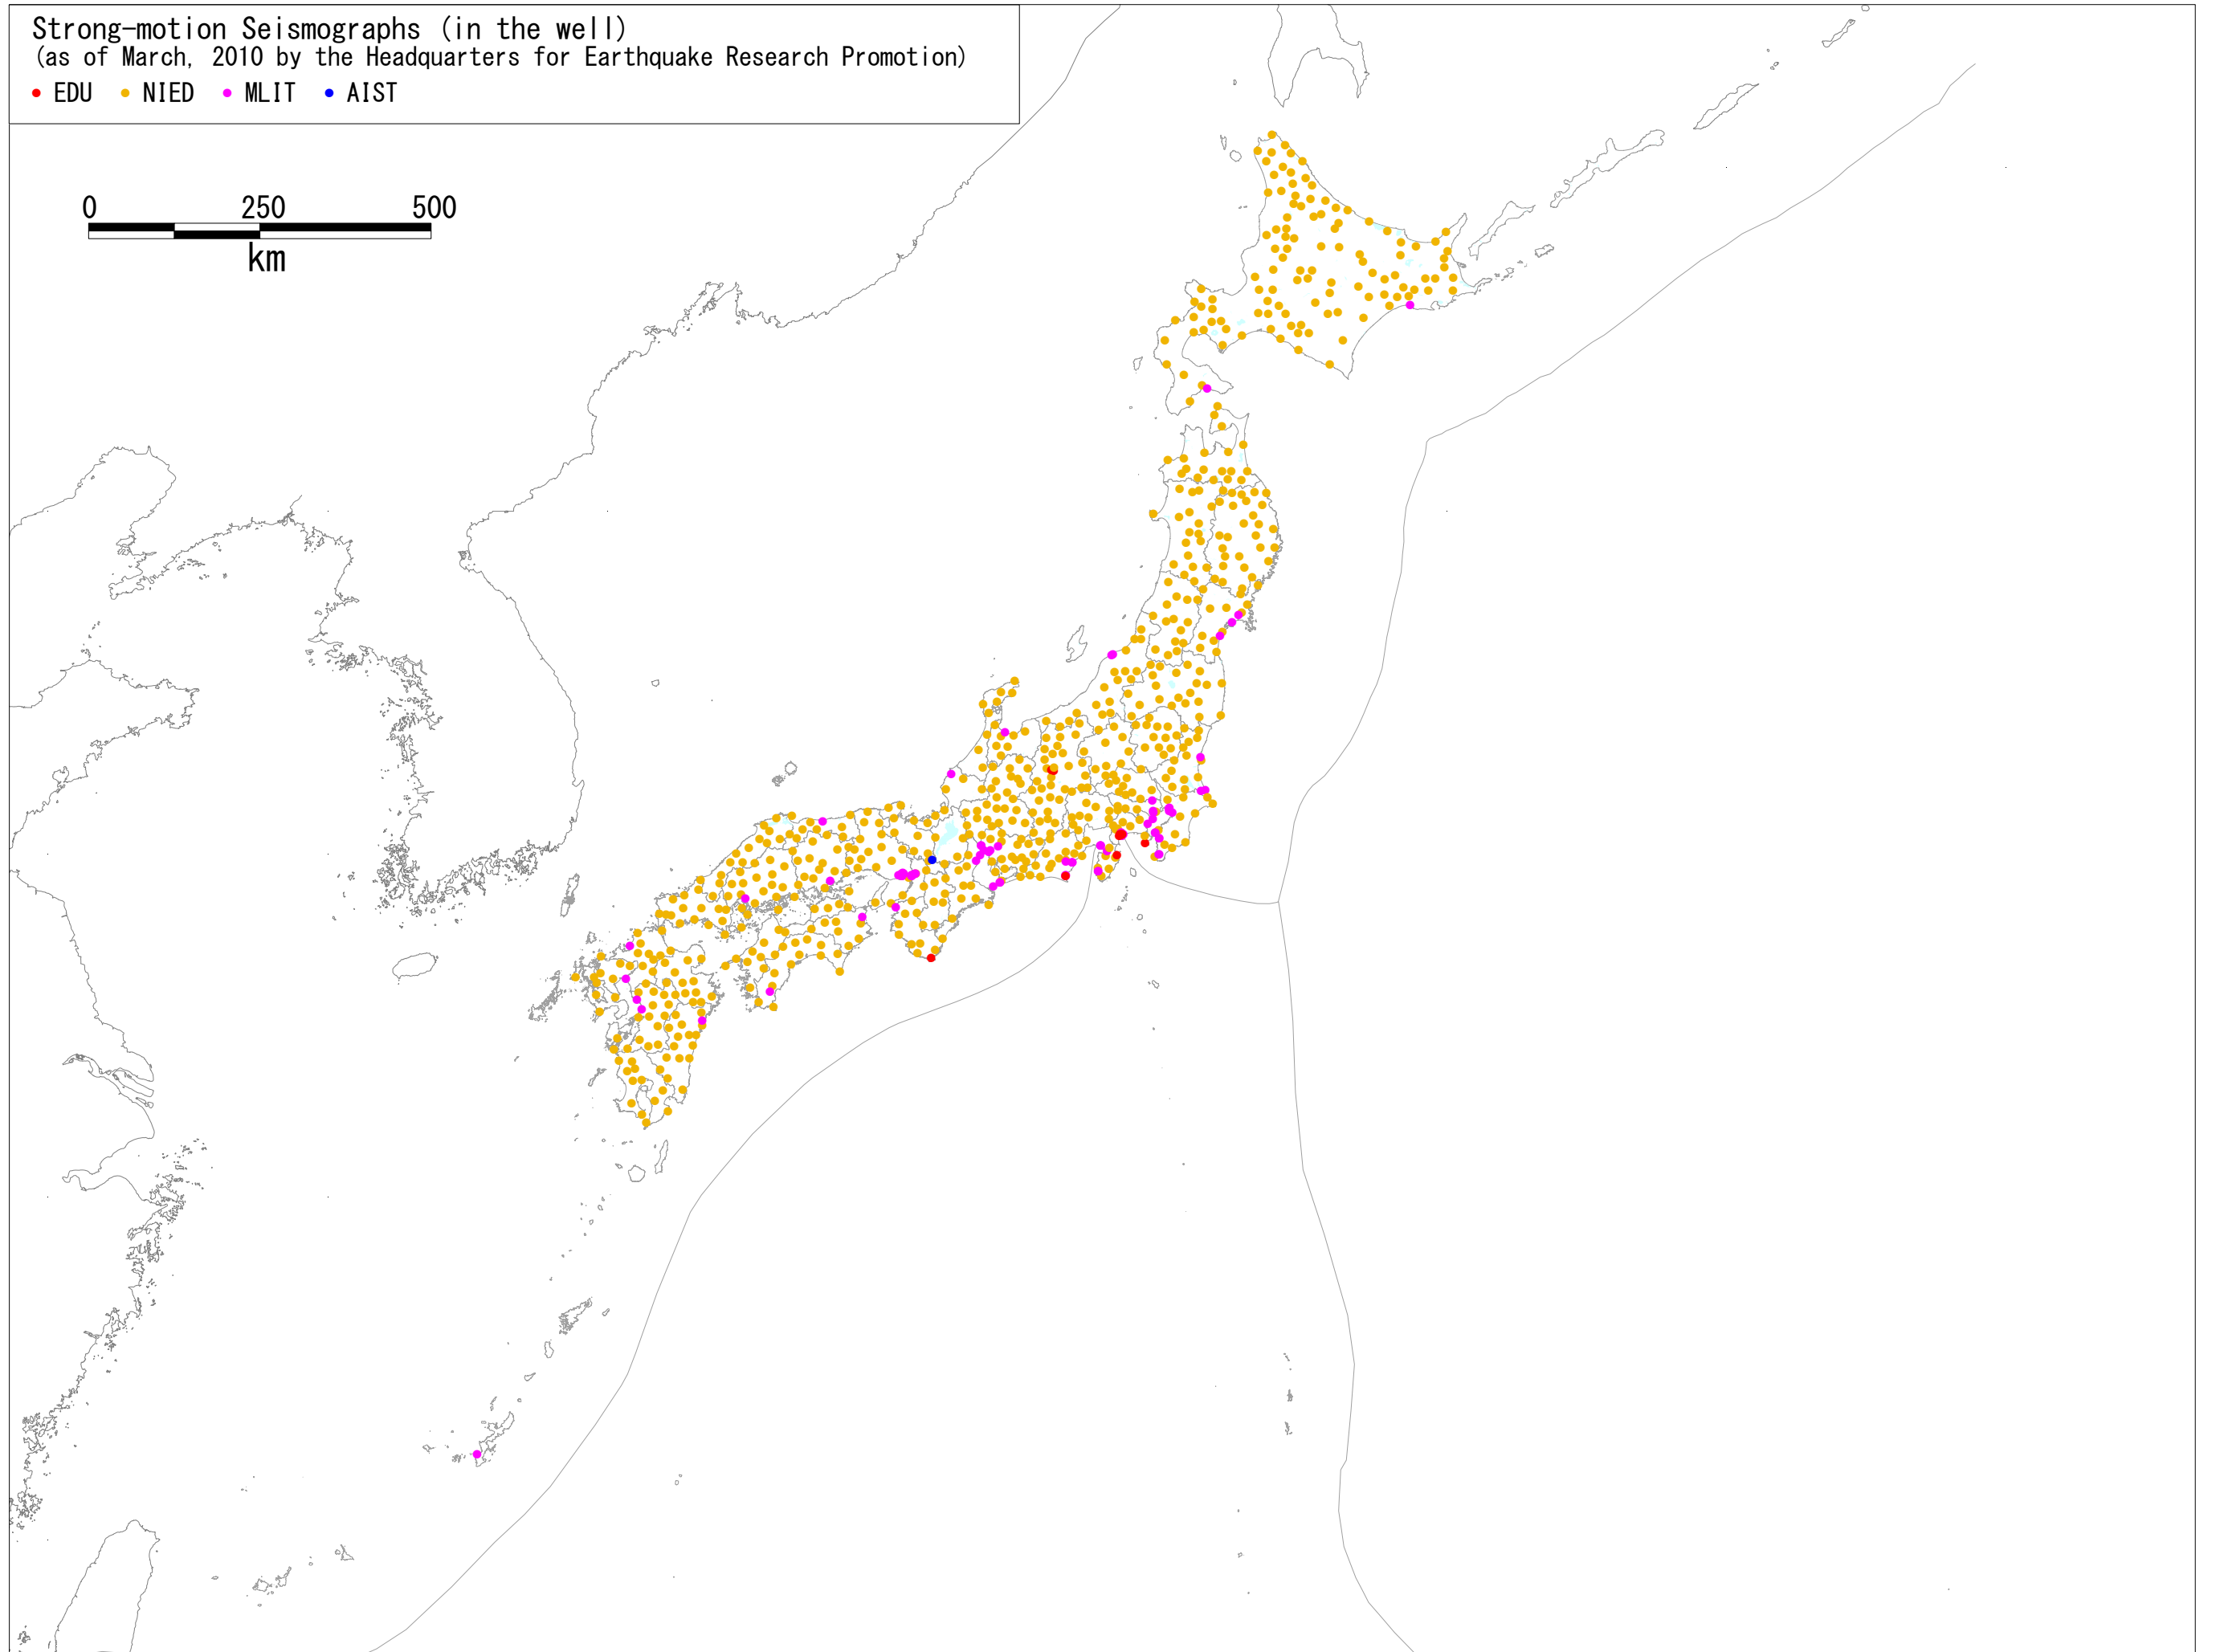 Strong-motion Seismographs (in the well)
(as of March, 2010 by the Headquarters for Earthquake Research Promotion)
EDU NIED MLIT AIST
0 250 500
km